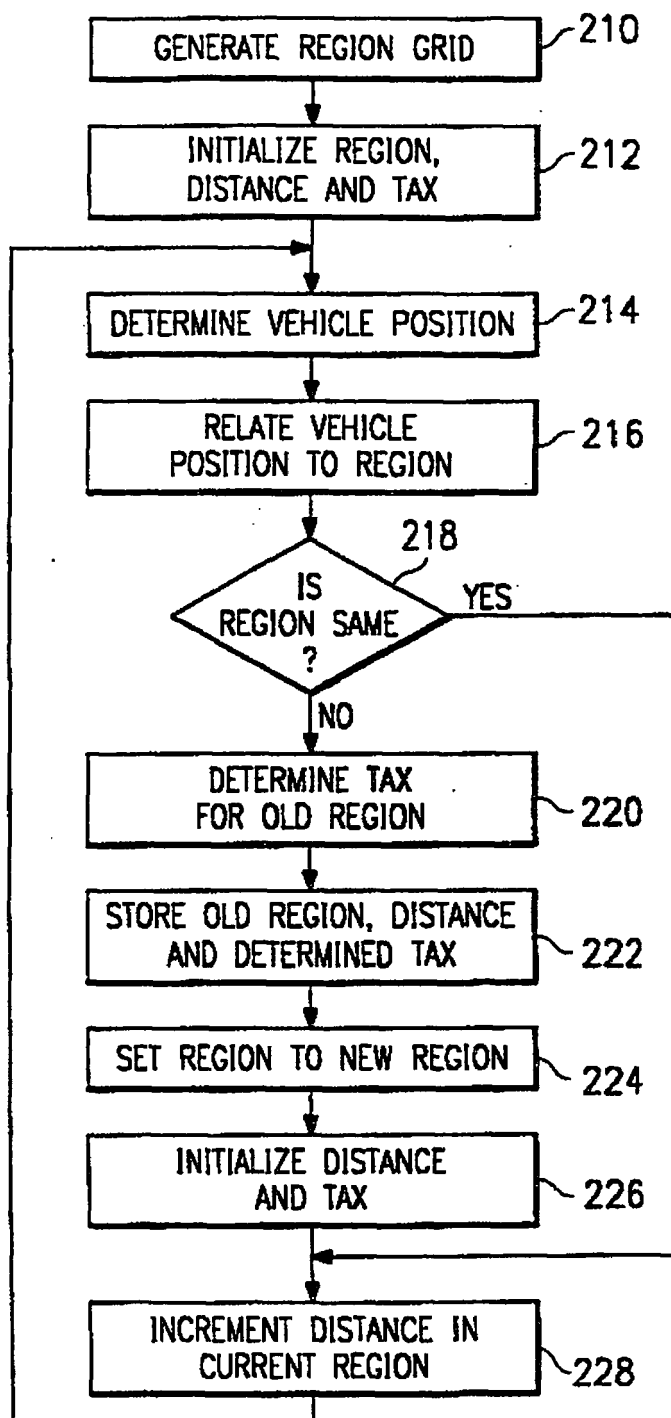 GENERATE REGION GRID
210
INITIALIZE REGION,
DISTANCE AND TAX
212
DETERMINE VEHICLE POSITION
214
RELATE VEHICLE
POSITION TO REGION
216
218
IS
REGION SAME
?
YES
NO
DETERMINE TAX
FOR OLD REGION
220
STORE OLD REGION, DISTANCE
AND DETERMINED TAX
222
SET REGION TO NEW REGION
224
INITIALIZE DISTANCE
AND TAX
226
INCREMENT DISTANCE IN
CURRENT REGION
228